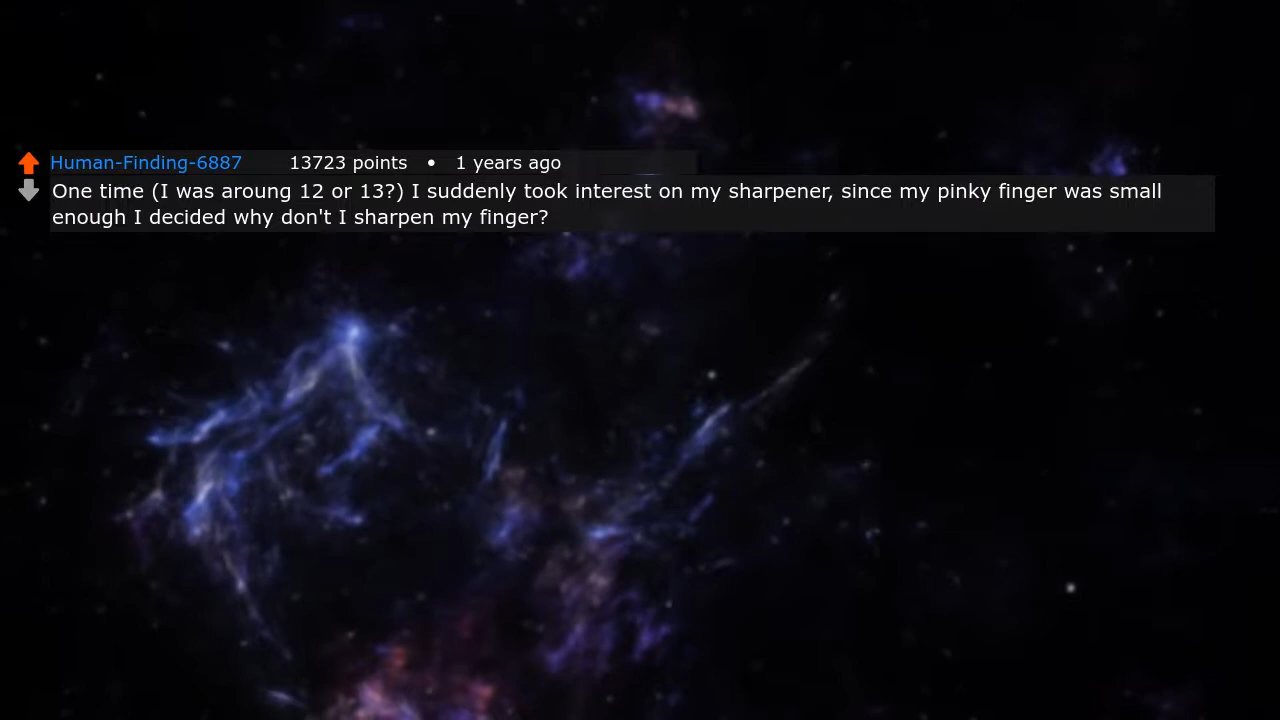 Human-Finding-6887 13723 points • 1 years ago
One time (I was aroung 12 or 13?) I suddenly took interest on my sharpener, since my pinky finger was small
enough I decided why don't I sharpen my finger?